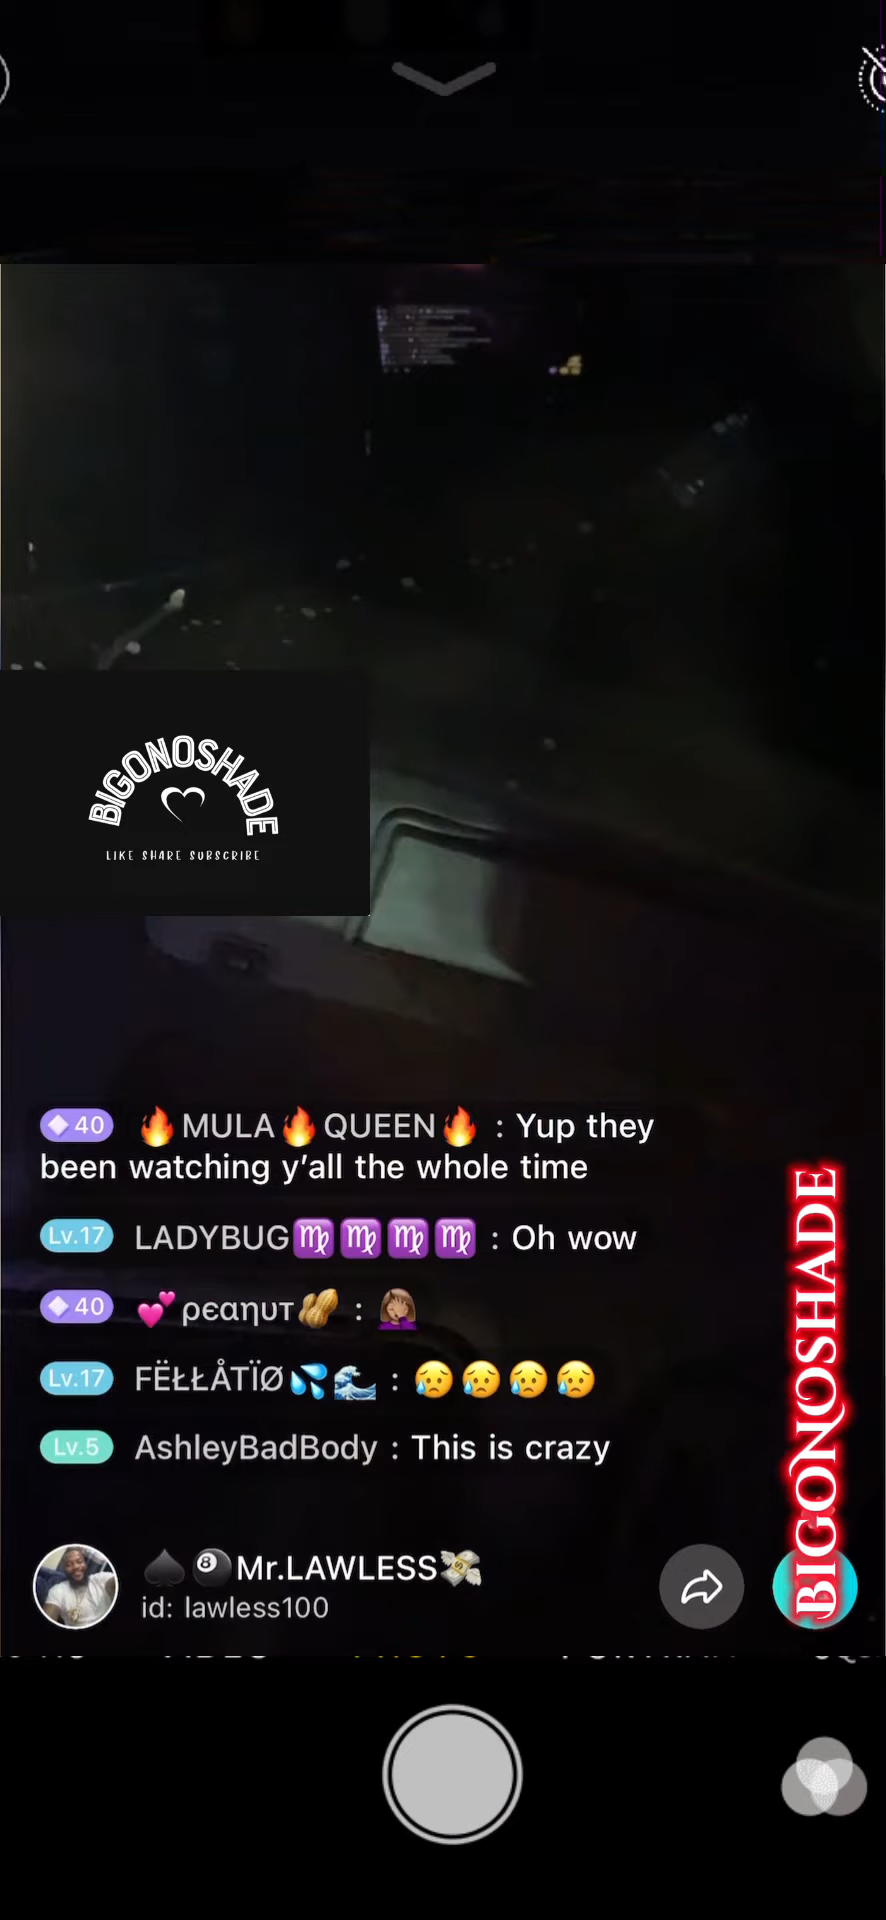 BIGONOSHADE
LIKE SHARE SUBSCRIBE
40 🔥MULA🔥QUEEN🔥 : Yup they
been watching y'all the whole time
Lv.17 LADYBUG♍♍♍♍ : Oh wow
40 💕ρєαηυт🥜 : 🤦🏽‍♀️
Lv.17 FËŁŁÅTÏØ💦🌊 : 😥😥😥😥
Lv.5 AshleyBadBody : This is crazy
♠️🎱Mr.LAWLESS💸
id: lawless100
BIGONOSHADE